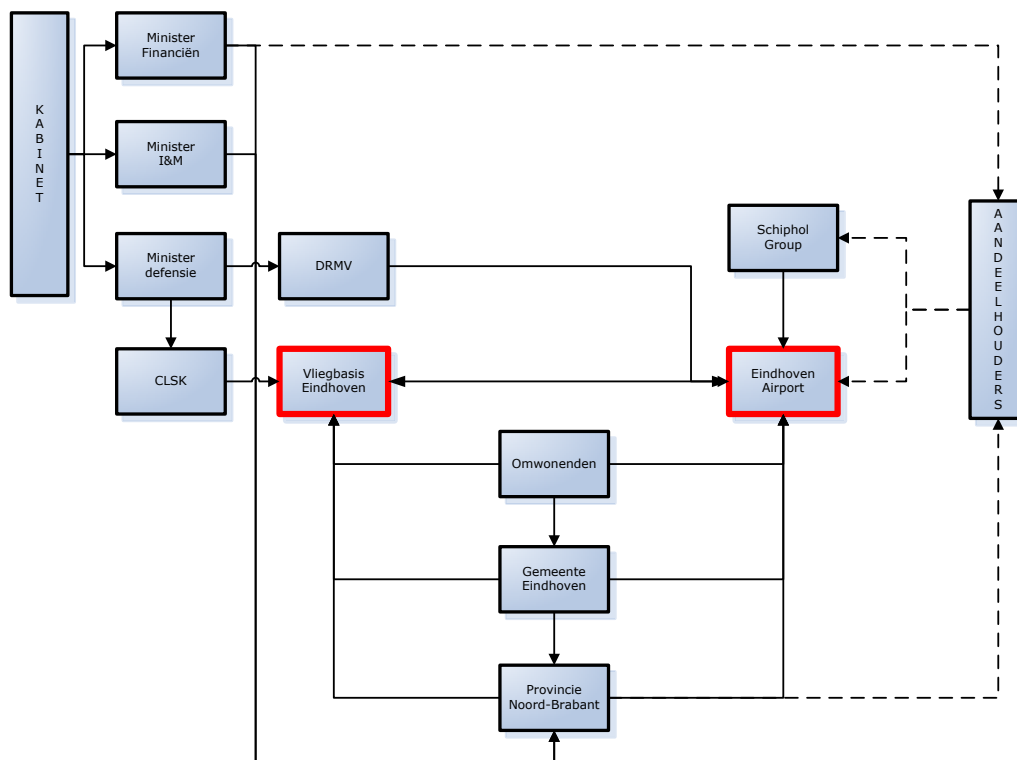 KABINET
Minister
Financiën
Minister
I&M
Minister
defensie
DRMV
CLSK
Vliegbasis
Eindhoven
Schiphol
Group
Eindhoven
Airport
AANDEELHOUDERS
Omwonenden
Gemeente
Eindhoven
Provincie
Noord-Brabant